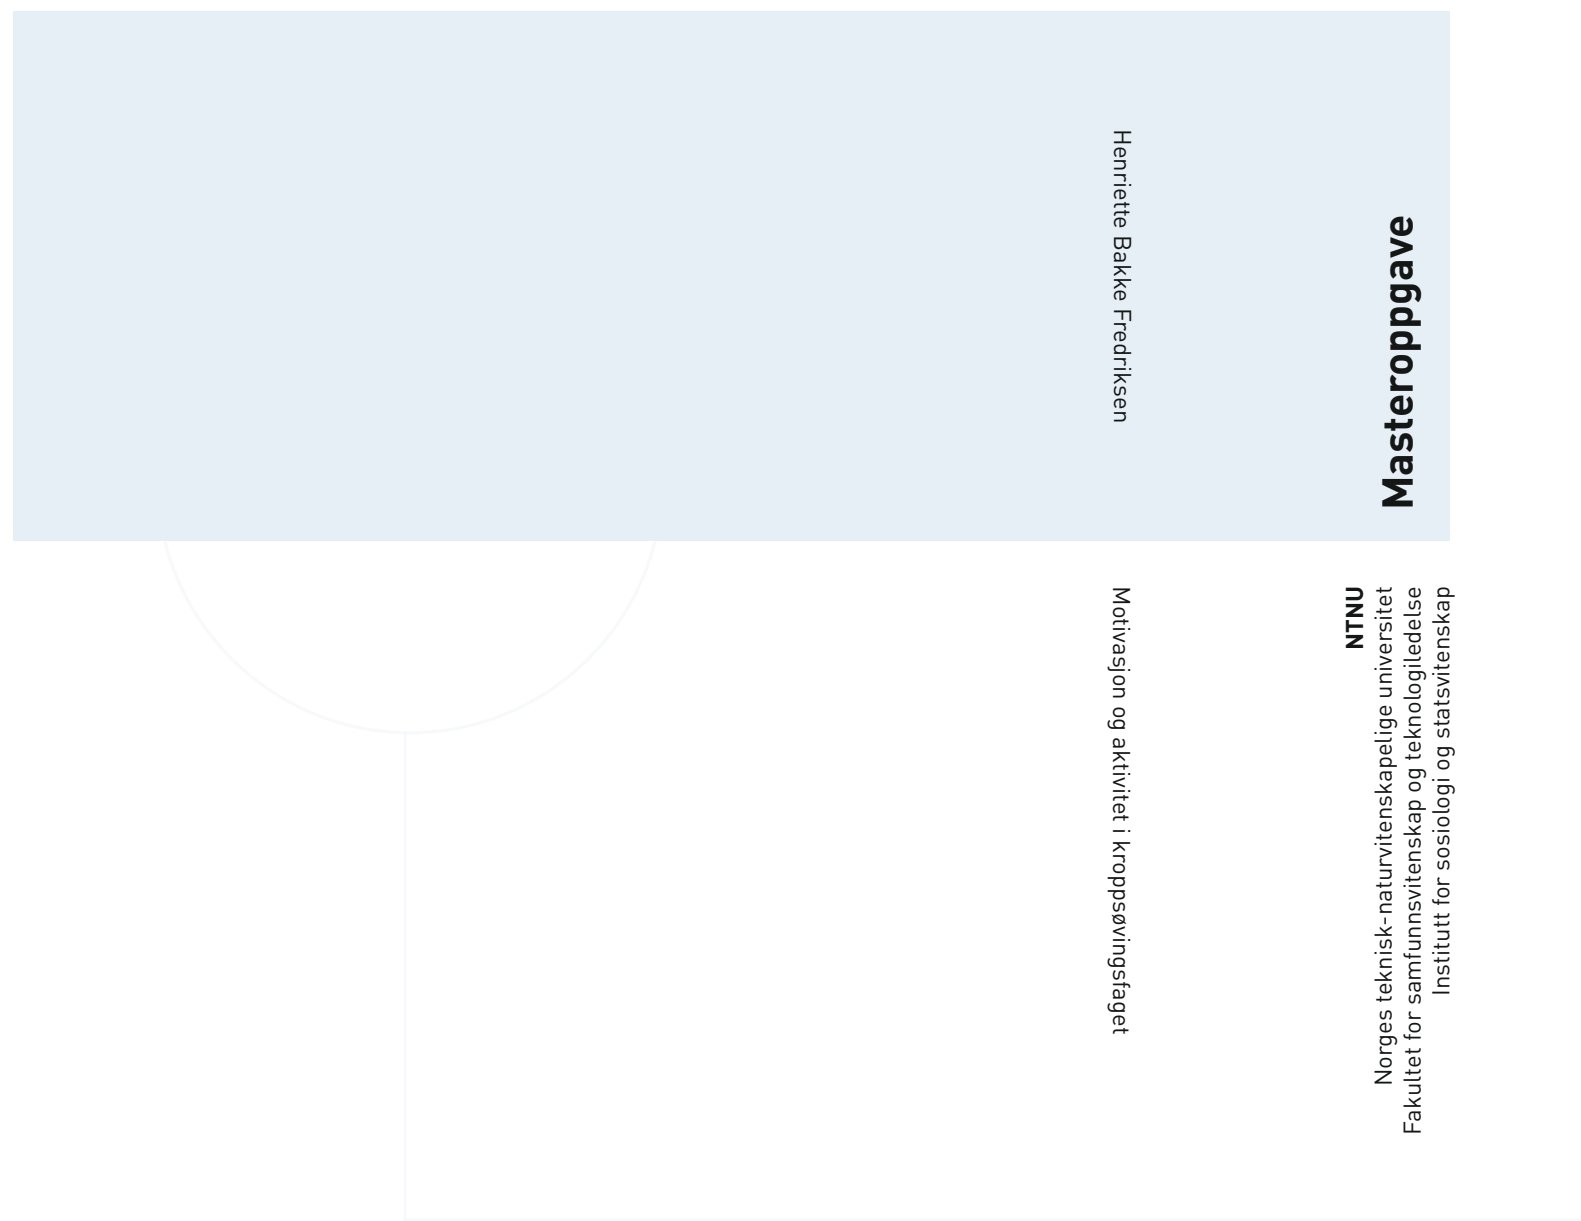 Henriette Bakke Fredriksen
Motivasjon og aktivitet i kroppsøvingsfaget
Masteroppgave
NTNU
Norges teknisk-naturvitenskapelige universitet
Fakultet for samfunnsvitenskap og teknologiledelse
Institutt for sosiologi og statsvitenskap